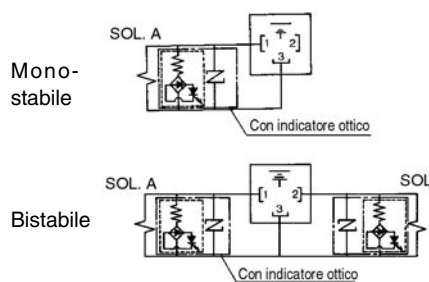 SOL. A
1 2
3
Mono-
stabile
Con indicatore ottico
SOL. A
SOL
1 2
3
Bistabile
Con indicatore ottico